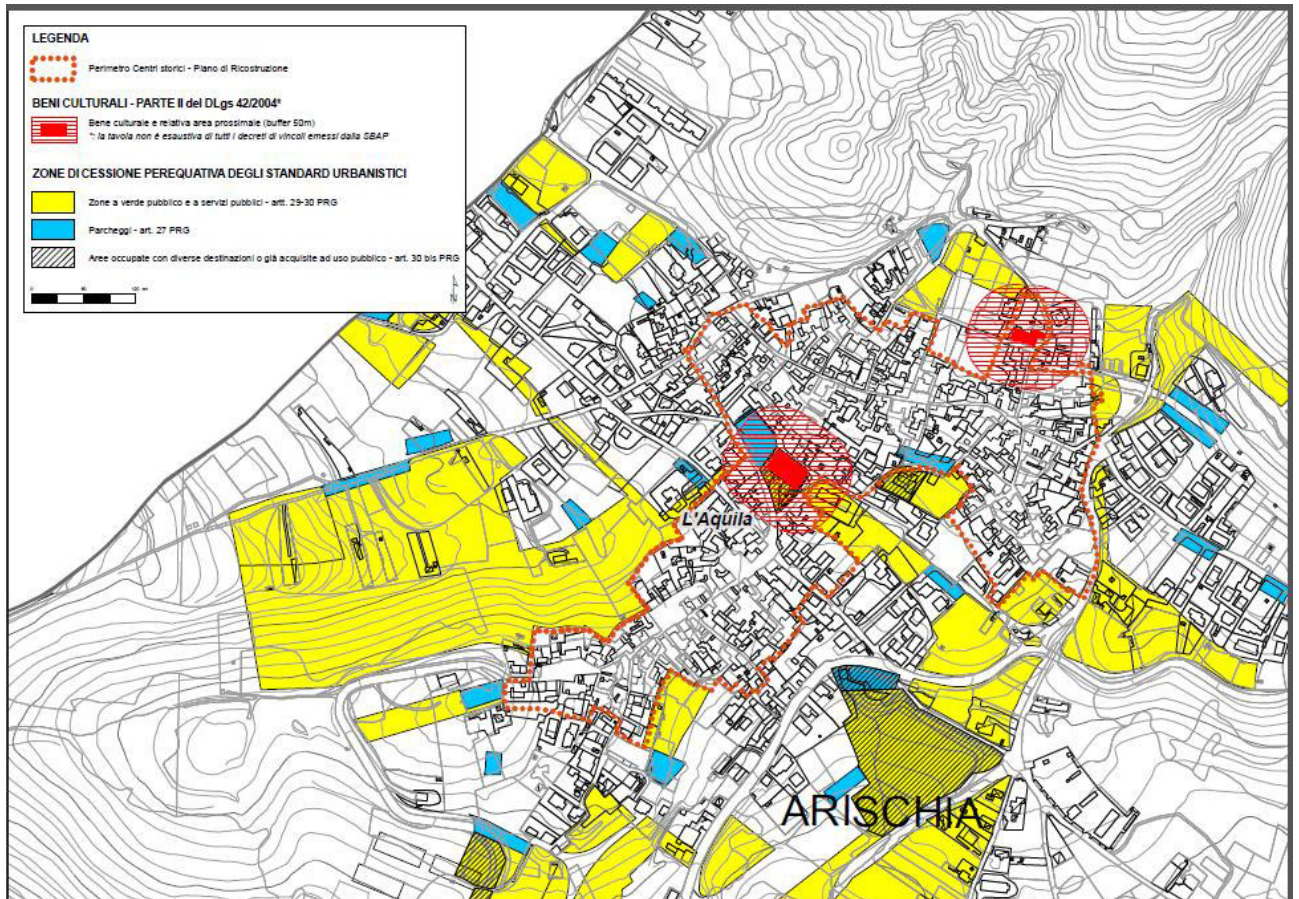 LEGENDA
Perimetro Centri storici - Piano di Ricostruzione
BENI CULTURALI - PARTE II del DLgs 42/2004*
Bene culturale e relativa area prossimale (buffer 50m)
*: la tavola non è esaustiva di tutti i decreti di vincoli emessi dalla SBAP
ZONE DI CESSIONE PEREQUATIVA DEGLI STANDARD URBANISTICI
Zone a verde pubblico e a servizi pubblici - artt. 29-30 PRG
Parcheggi - art. 27 PRG
Aree occupate con diverse destinazioni o già acquisite ad uso pubblico - art. 30 bis PRG
L'Aquila
ARISCHIA